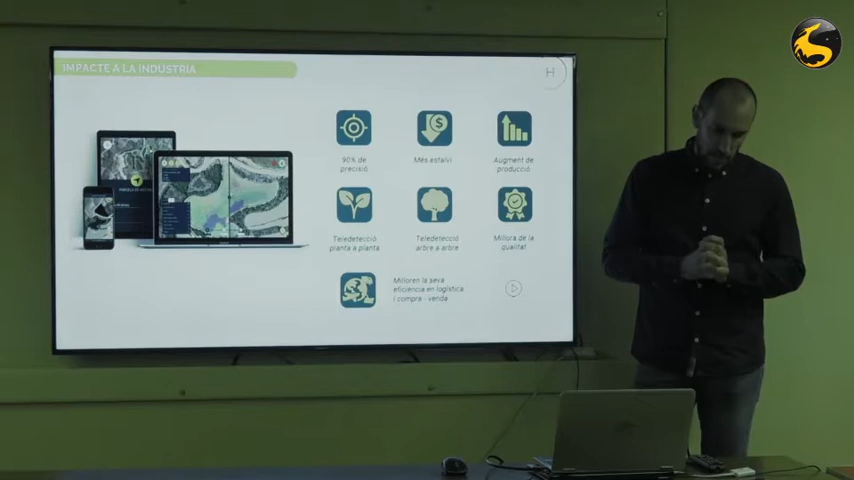 IMPACTE A LA INDÚSTRIA
H
90% de
precisió
Més estalvi
Augment de
producció
Teledetecció
planta a planta
Teledetecció
arbre a arbre
Millora de la
qualitat
Milloren la seva
eficiència en logística
i compra - venda